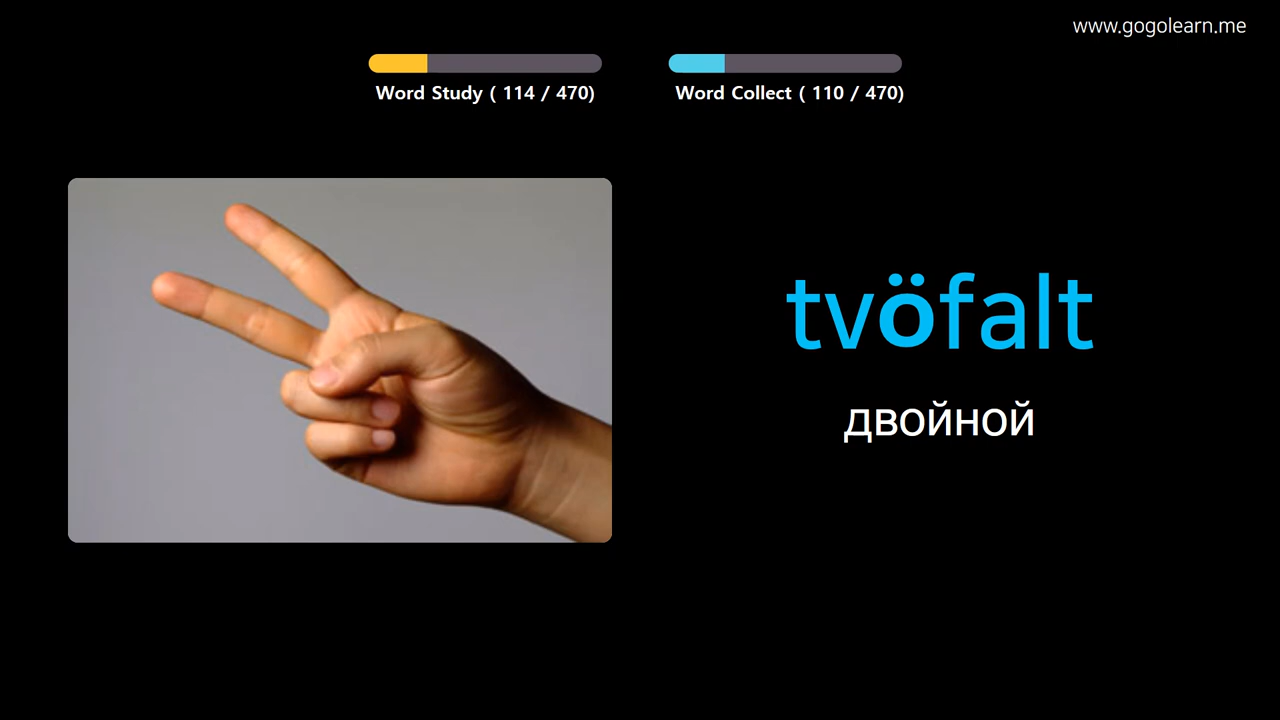 www.gogolearn.me
Word Study ( 114 / 470)
Word Collect ( 110 / 470)
tvöfalt
двойной